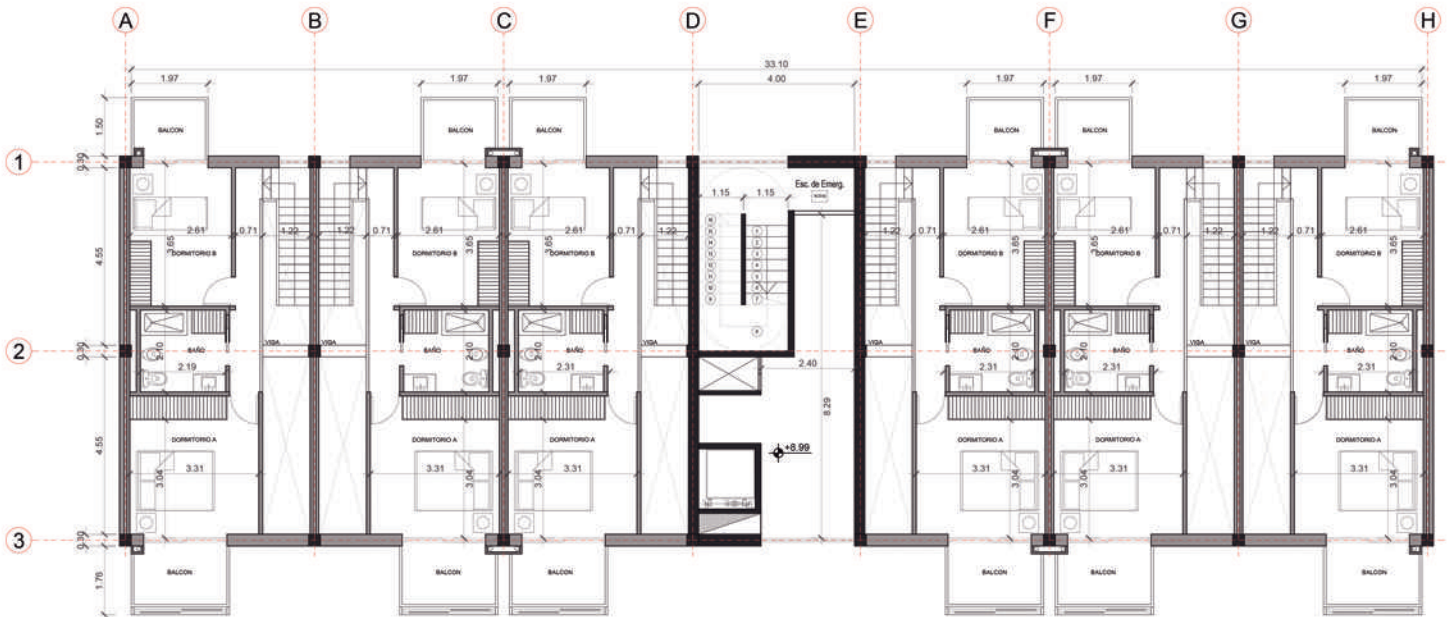 A B C D E F G H
33.10
1.97 1.97 1.97 4.00 1.97 1.97 1.97
1.50
BALCON BALCON BALCON BALCON BALCON BALCON
1
0.30
1.15 1.15 Esc. de Emerg.
2.61 0.71 1.22 1.22 0.71 2.61 2.61 0.71 1.22 1.22 0.71 2.61 2.61 0.71 1.22 1.22 0.71 2.61
3.65 3.65 3.65 3.65 3.65 3.65
4.55
DORMITORIO B DORMITORIO B DORMITORIO B DORMITORIO B DORMITORIO B DORMITORIO B
2
0.30
VIGA VIGA VIGA VIGA VIGA VIGA
BAÑO BAÑO BAÑO BAÑO BAÑO BAÑO
2.10 2.10 2.10 2.10 2.10 2.10
2.19 2.31 2.31 2.40 2.31 2.31 2.31
8.29
4.55
DORMITORIO A DORMITORIO A DORMITORIO A DORMITORIO A DORMITORIO A DORMITORIO A
+8.99
3.31 3.31 3.31 3.31 3.31 3.31
3.04 3.04 3.04 3.04 3.04 3.04
3
0.30
1.76
BALCON BALCON BALCON BALCON BALCON BALCON